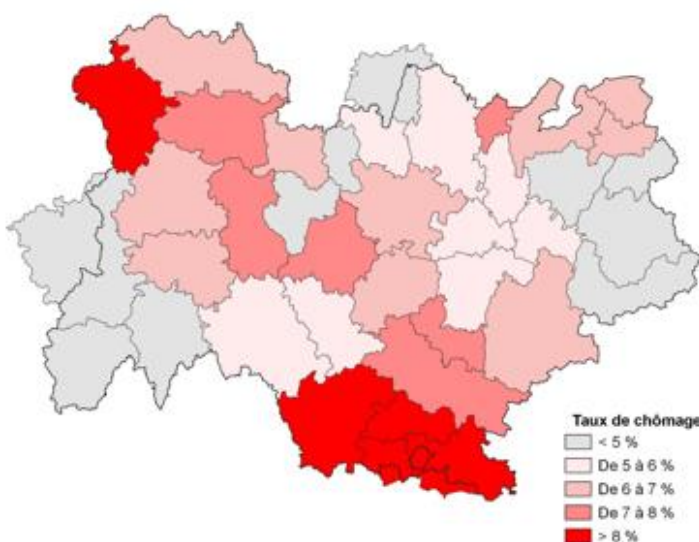 Taux de chômage
< 5 %
De 5 à 6 %
De 6 à 7 %
De 7 à 8 %
> 8 %